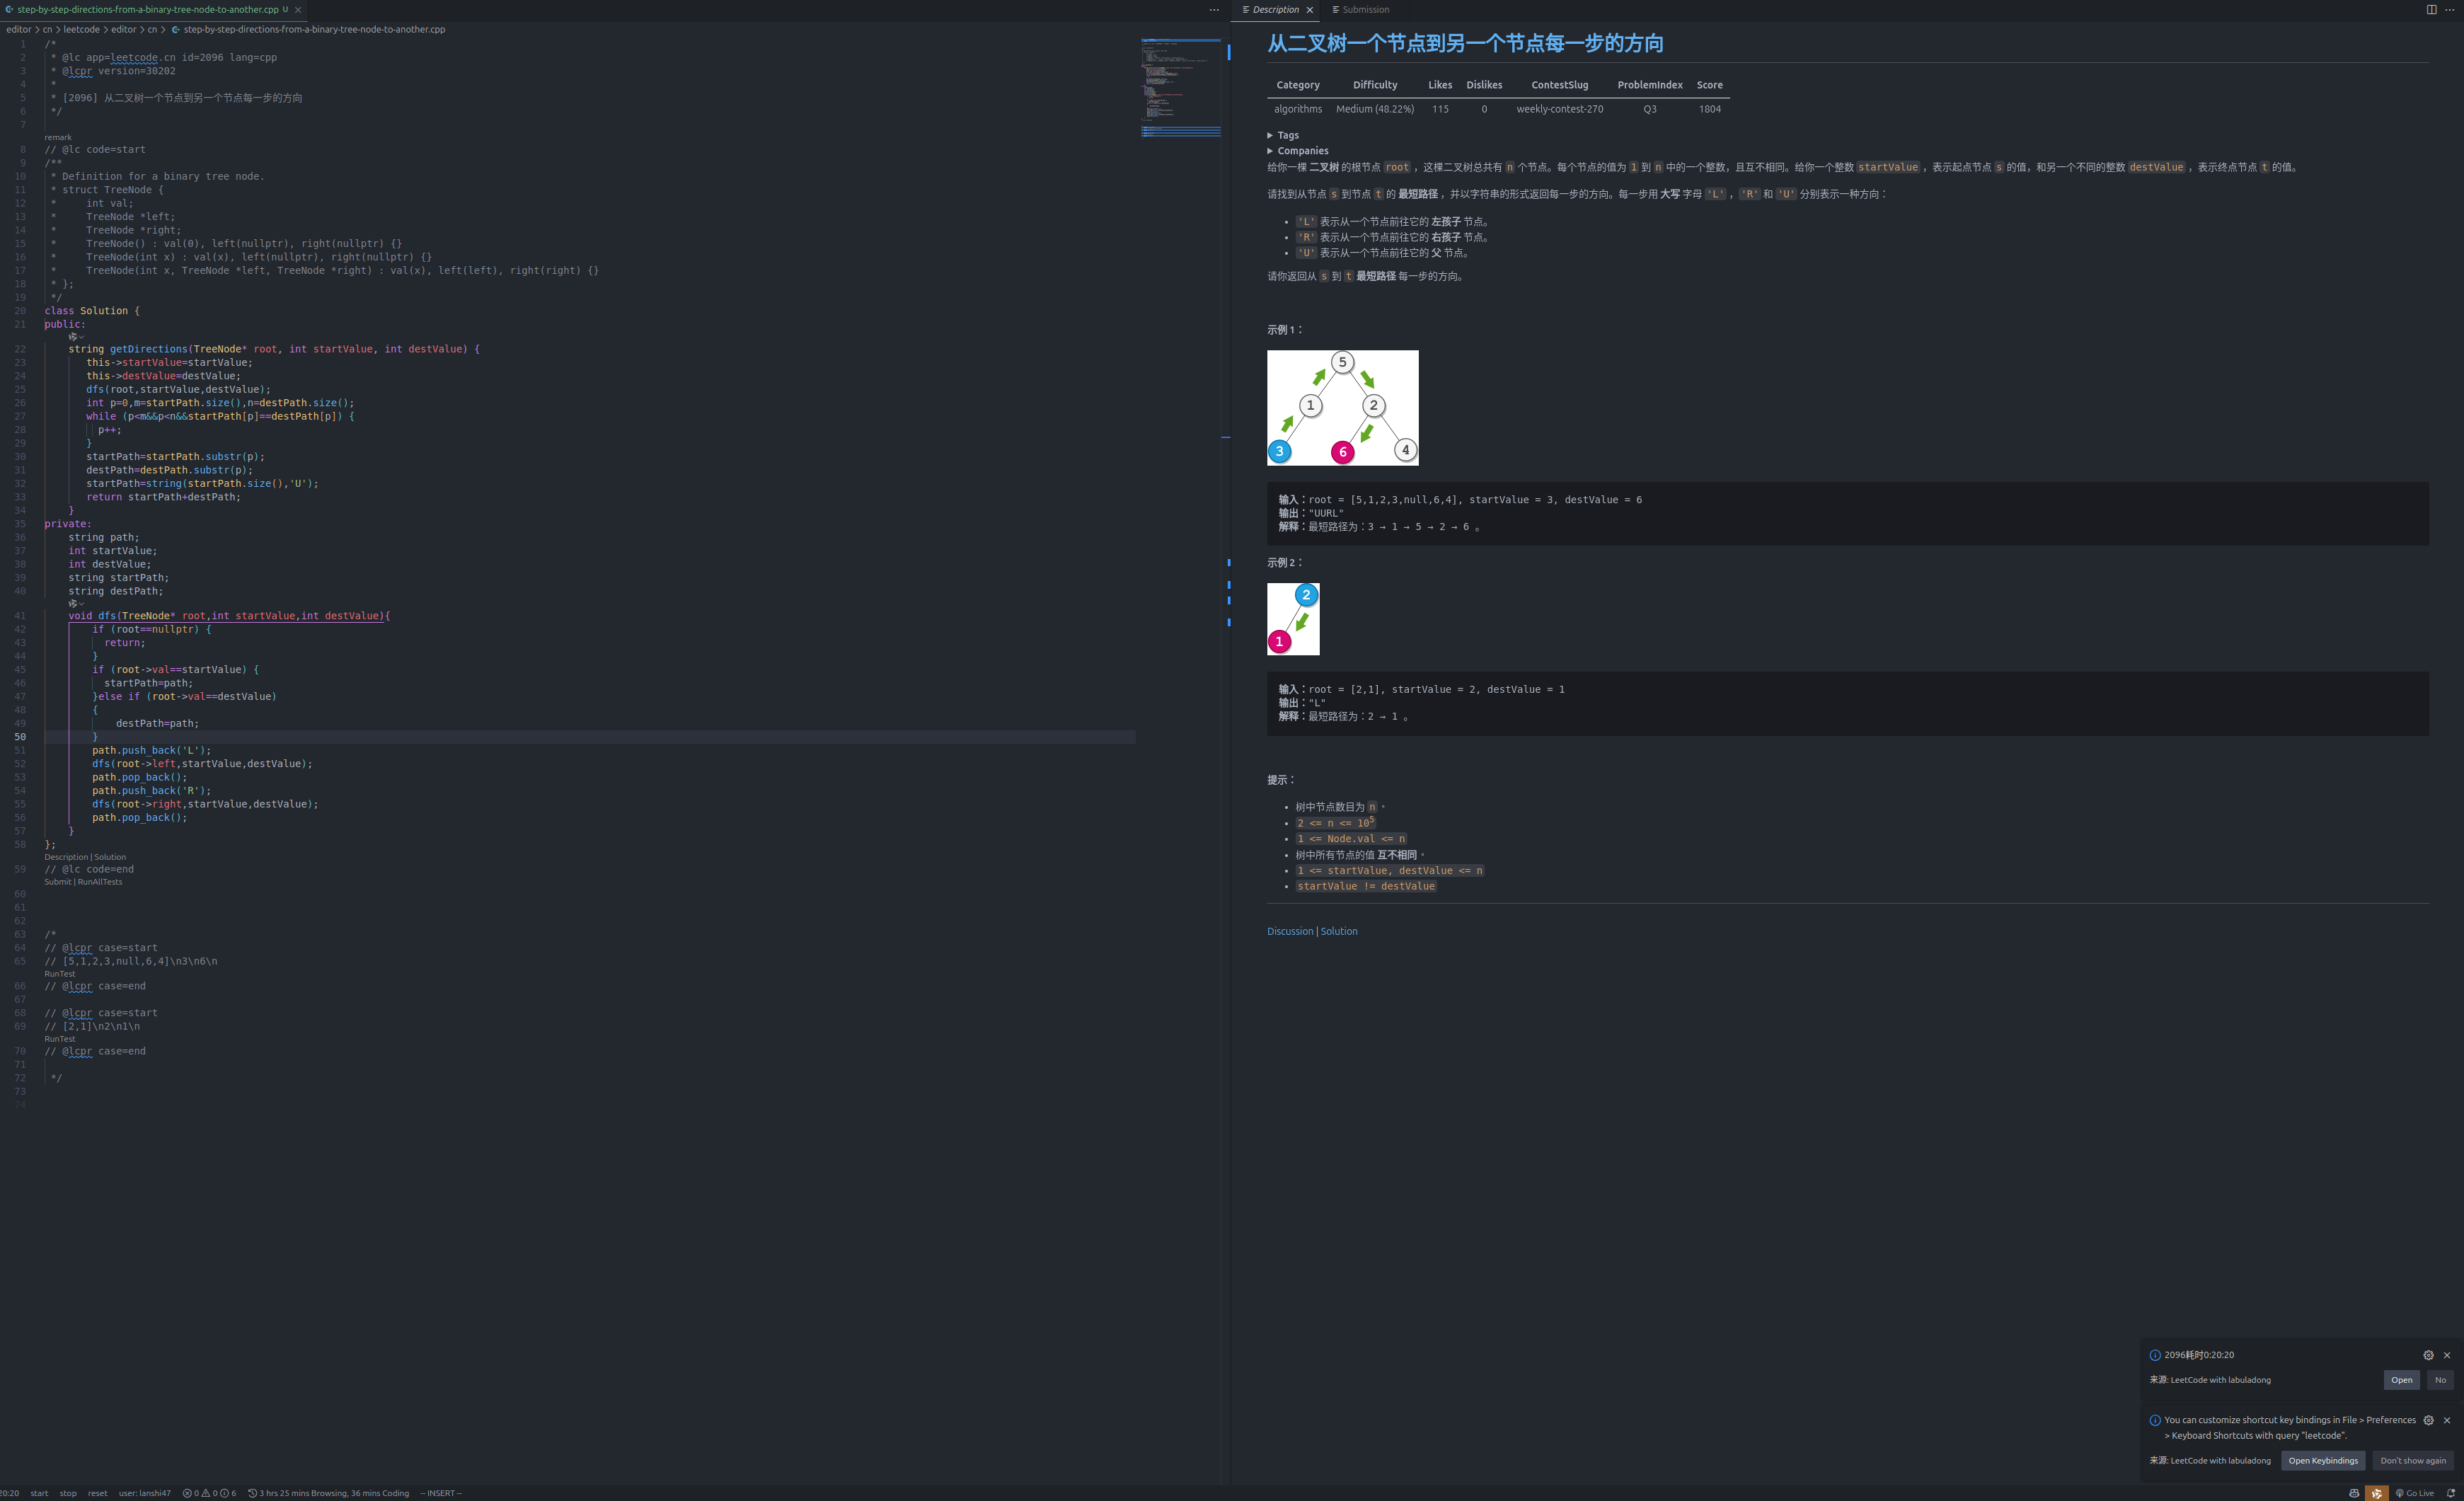 step-by-step-directions-from-a-binary-tree-node-to-another.cpp U
editor > cn > leetcode > editor > cn > step-by-step-directions-from-a-binary-tree-node-to-another.cpp
1 /*
2 * @lc app=leetcode.cn id=2096 lang=cpp
3 * @lcpr version=30202
4 *
5 * [2096] 从二叉树一个节点到另一个节点每一步的方向
6 */
7
remark
8 // @lc code=start
9 /**
10 * Definition for a binary tree node.
11 * struct TreeNode {
12 *     int val;
13 *     TreeNode *left;
14 *     TreeNode *right;
15 *     TreeNode() : val(0), left(nullptr), right(nullptr) {}
16 *     TreeNode(int x) : val(x), left(nullptr), right(nullptr) {}
17 *     TreeNode(int x, TreeNode *left, TreeNode *right) : val(x), left(left), right(right) {}
18 * };
19 */
20 class Solution {
21 public:
22     string getDirections(TreeNode* root, int startValue, int destValue) {
23        this->startValue=startValue;
24        this->destValue=destValue;
25        dfs(root,startValue,destValue);
26        int p=0,m=startPath.size(),n=destPath.size();
27        while (p<m&&p<n&&startPath[p]==destPath[p]) {
28          p++;
29        }
30        startPath=startPath.substr(p);
31        destPath=destPath.substr(p);
32        startPath=string(startPath.size(),'U');
33        return startPath+destPath;
34     }
35 private:
36     string path;
37     int startValue;
38     int destValue;
39     string startPath;
40     string destPath;
41     void dfs(TreeNode* root,int startValue,int destValue){
42         if (root==nullptr) {
43           return;
44         }
45         if (root->val==startValue) {
46           startPath=path;
47         }else if (root->val==destValue)
48         {
49             destPath=path;
50         }
51         path.push_back('L');
52         dfs(root->left,startValue,destValue);
53         path.pop_back();
54         path.push_back('R');
55         dfs(root->right,startValue,destValue);
56         path.pop_back();
57     }
58 };
Description | Solution
59 // @lc code=end
Submit | RunAllTests
60
61
62
63 /*
64 // @lcpr case=start
65 // [5,1,2,3,null,6,4]\n3\n6\n
RunTest
66 // @lcpr case=end
67
68 // @lcpr case=start
69 // [2,1]\n2\n1\n
RunTest
70 // @lcpr case=end
71
72 */
73
74
Description Submission
从二叉树一个节点到另一个节点每一步的方向
Category Difficulty Likes Dislikes ContestSlug ProblemIndex Score
algorithms Medium (48.22%) 115 0 weekly-contest-270 Q3 1804
Tags
Companies
给你一棵 二叉树 的根节点 root ，这棵二叉树总共有 n 个节点。每个节点的值为 1 到 n 中的一个整数，且互不相同。给你一个整数 startValue ，表示起点节点 s 的值，和另一个不同的整数 destValue ，表示终点节点 t 的值。
请找到从节点 s 到节点 t 的 最短路径 ，并以字符串的形式返回每一步的方向。每一步用 大写 字母 'L' ，'R' 和 'U' 分别表示一种方向：
• 'L' 表示从一个节点前往它的 左孩子 节点。
• 'R' 表示从一个节点前往它的 右孩子 节点。
• 'U' 表示从一个节点前往它的 父 节点。
请你返回从 s 到 t 最短路径 每一步的方向。
示例 1：
5
1 2
3 6 4
输入：root = [5,1,2,3,null,6,4], startValue = 3, destValue = 6
输出："UURL"
解释：最短路径为：3 → 1 → 5 → 2 → 6 。
示例 2：
2
1
输入：root = [2,1], startValue = 2, destValue = 1
输出："L"
解释：最短路径为：2 → 1 。
提示：
• 树中节点数目为 n 。
• 2 <= n <= 10⁵
• 1 <= Node.val <= n
• 树中所有节点的值 互不相同 。
• 1 <= startValue, destValue <= n
• startValue != destValue
Discussion | Solution
2096耗时0:20:20
来源: LeetCode with labuladong Open No
You can customize shortcut key bindings in File > Preferences
> Keyboard Shortcuts with query "leetcode".
来源: LeetCode with labuladong Open Keybindings Don't show again
20:20 start stop reset user: lanshi47 0 0 6 3 hrs 25 mins Browsing, 36 mins Coding -- INSERT -- Go Live